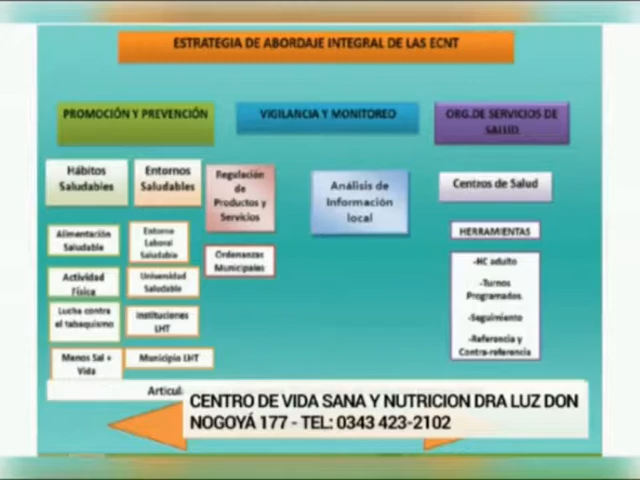 ESTRATEGIA DE ABORDAJE INTEGRAL DE LAS ECNT
PROMOCIÓN Y PREVENCIÓN
VIGILANCIA Y MONITOREO
ORG.DE SERVICIOS DE
SALUD
Hábitos
Saludables
Entornos
Saludables
Regulación
de
Productos y
Servicios
Análisis de
Información
local
Centros de Salud
Alimentación
Saludable
Entorno
Laboral
Saludable
Ordenanzas
Municipales
HERRAMIENTAS
Actividad
Física
Universidad
Saludable
-HC adulto
-Turnos
Programados
-Seguimiento
-Referencia y
Contra-referencia
Lucha contra
el tabaquismo
Instituciones
LHT
Menos Sal +
Vida
Municipio LHT
Articul
CENTRO DE VIDA SANA Y NUTRICION DRA LUZ DON
NOGOYÁ 177 - TEL: 0343 423-2102